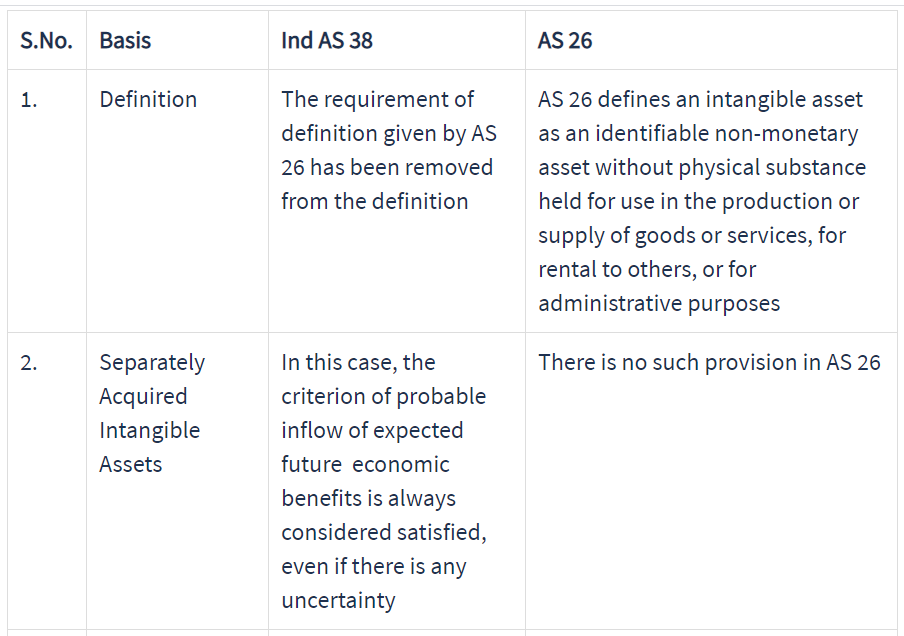 S.No. Basis Ind AS 38 AS 26
1. Definition The requirement of definition given by AS 26 has been removed from the definition AS 26 defines an intangible asset as an identifiable non-monetary asset without physical substance held for use in the production or supply of goods or services, for rental to others, or for administrative purposes
2. Separately Acquired Intangible Assets In this case, the criterion of probable inflow of expected future economic benefits is always considered satisfied, even if there is any uncertainty There is no such provision in AS 26